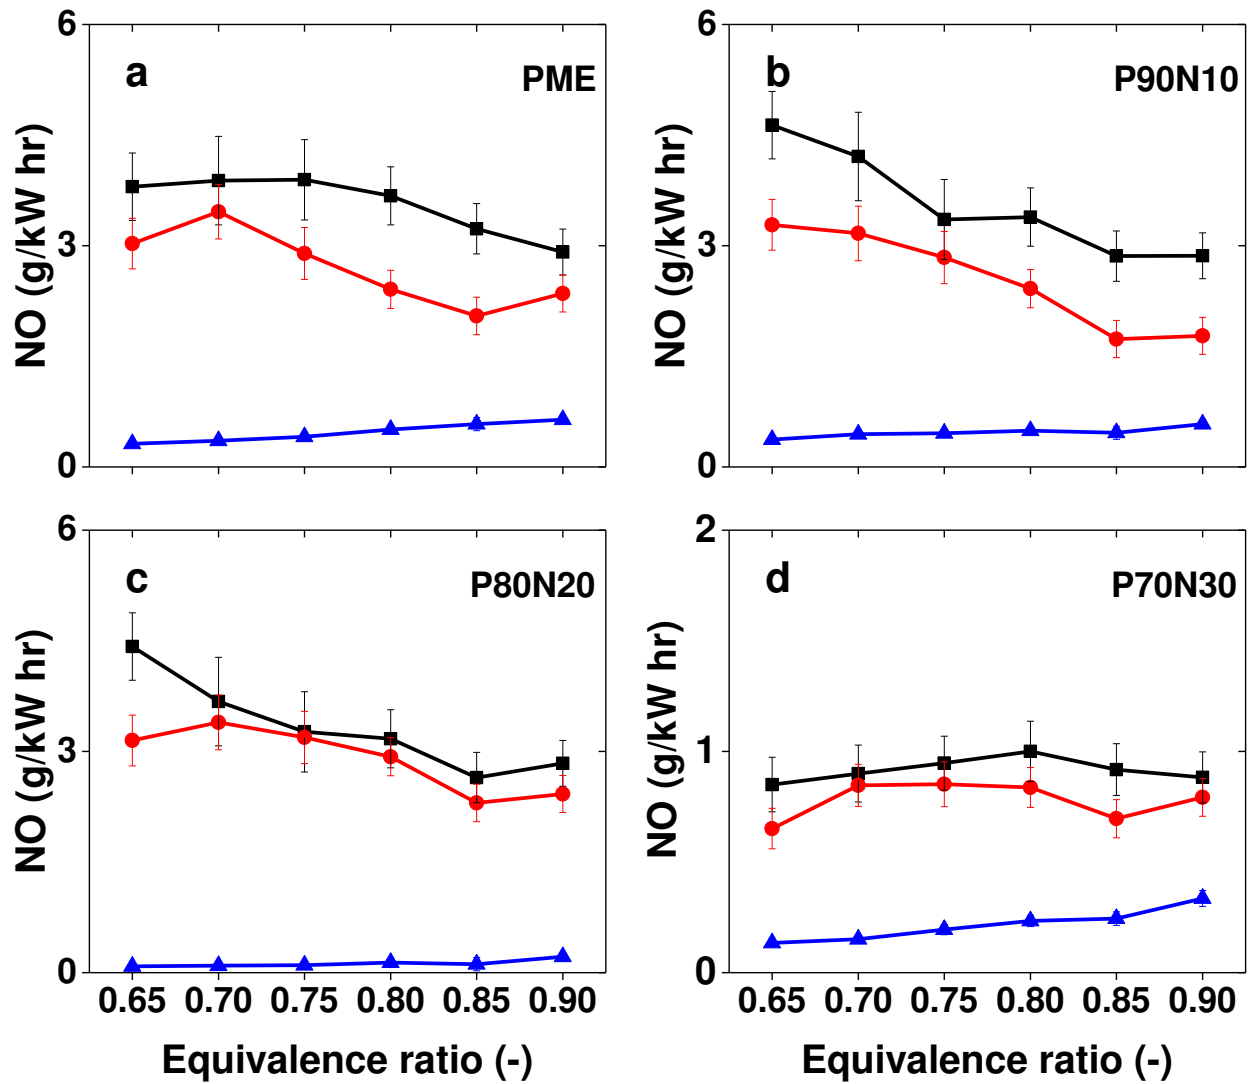 6
3
0
NO (g/kW hr)
a
PME
6
3
0
NO (g/kW hr)
b
P90N10
6
3
0
NO (g/kW hr)
c
P80N20
0.65 0.70 0.75 0.80 0.85 0.90
Equivalence ratio (-)
2
1
0
NO (g/kW hr)
d
P70N30
0.65 0.70 0.75 0.80 0.85 0.90
Equivalence ratio (-)